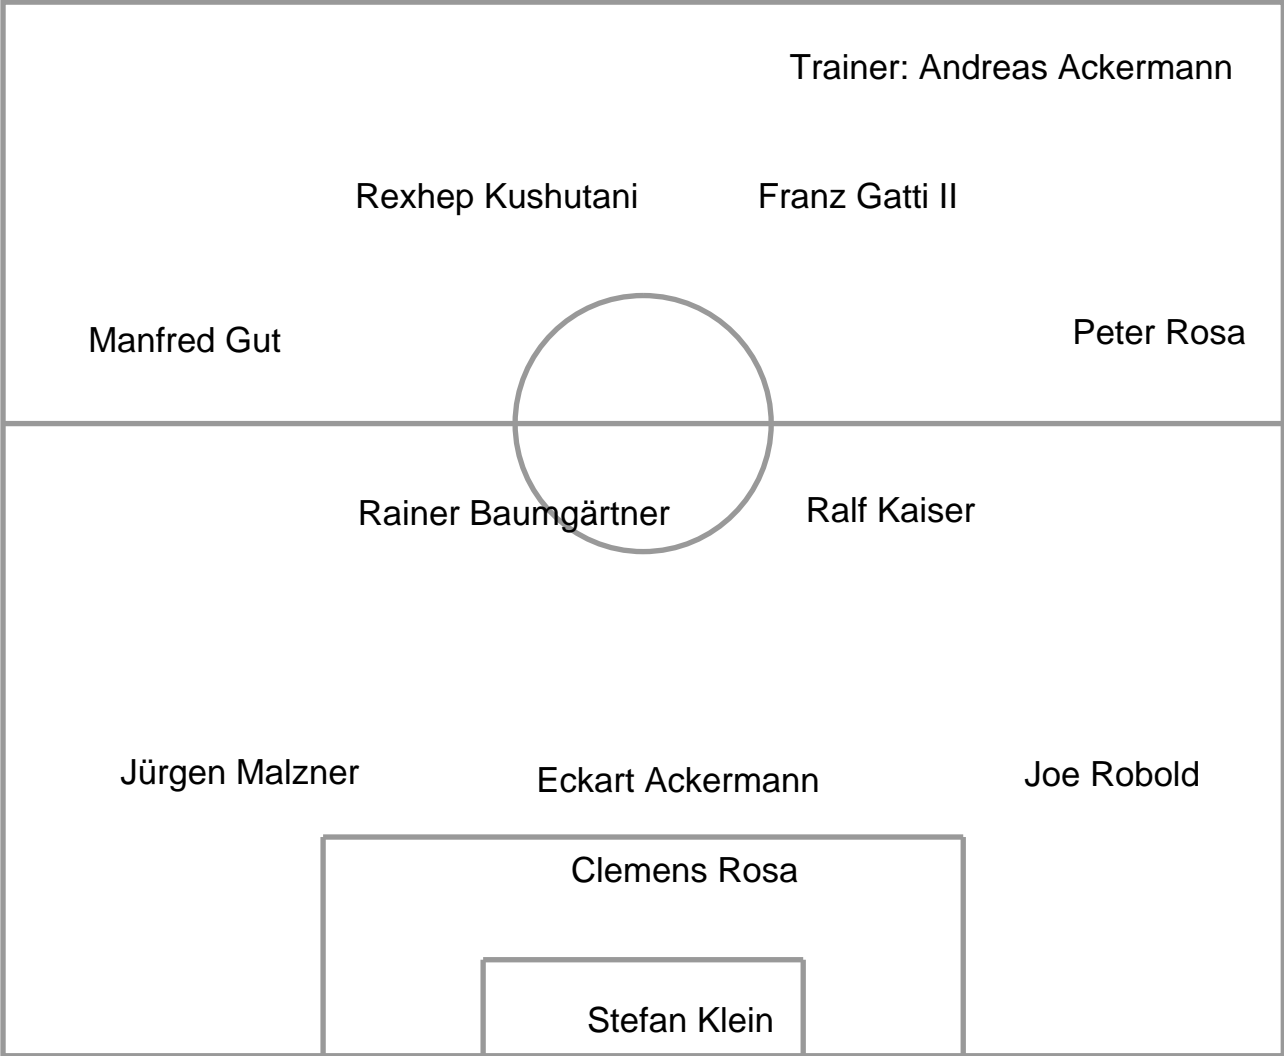 Trainer: Andreas Ackermann
Rexhep Kushutani
Franz Gatti II
Manfred Gut
Peter Rosa
Rainer Baumgärtner
Ralf Kaiser
Jürgen Malzner
Eckart Ackermann
Joe Robold
Clemens Rosa
Stefan Klein